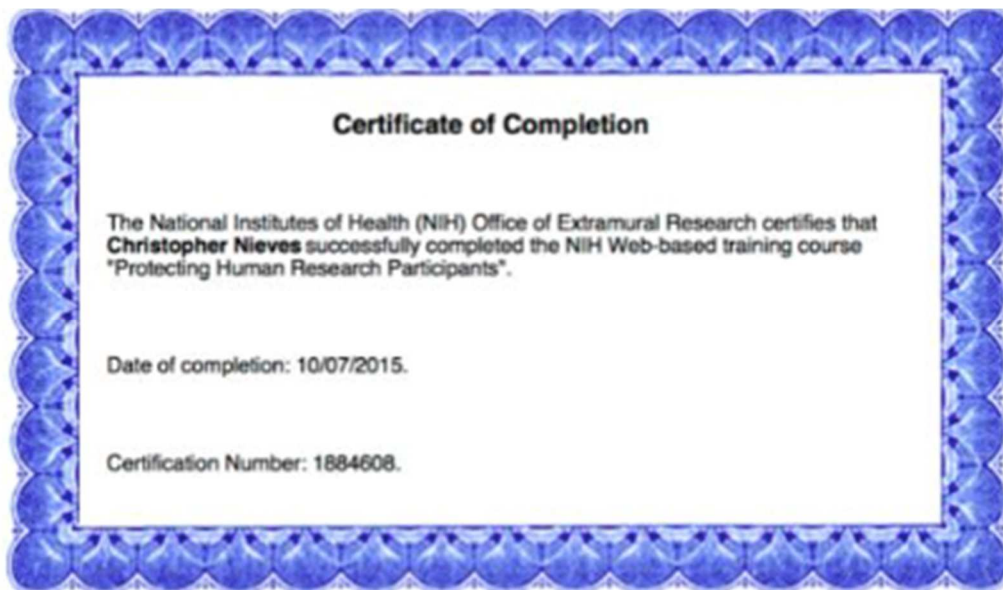 Certificate of Completion
The National Institutes of Health (NIH) Office of Extramural Research certifies that
Christopher Nieves successfully completed the NIH Web-based training course
"Protecting Human Research Participants".
Date of completion: 10/07/2015.
Certification Number: 1884608.